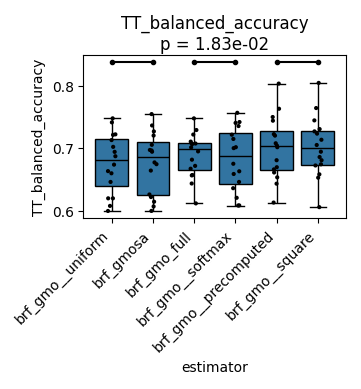 TT_balanced_accuracy
p = 1.83e-02
TT_balanced_accuracy
0.8
0.7
0.6
brf_gmo__uniform
brf_gmosa
brf_gmo_full
brf_gmo__softmax
brf_gmo__precomputed
brf_gmo__square
estimator